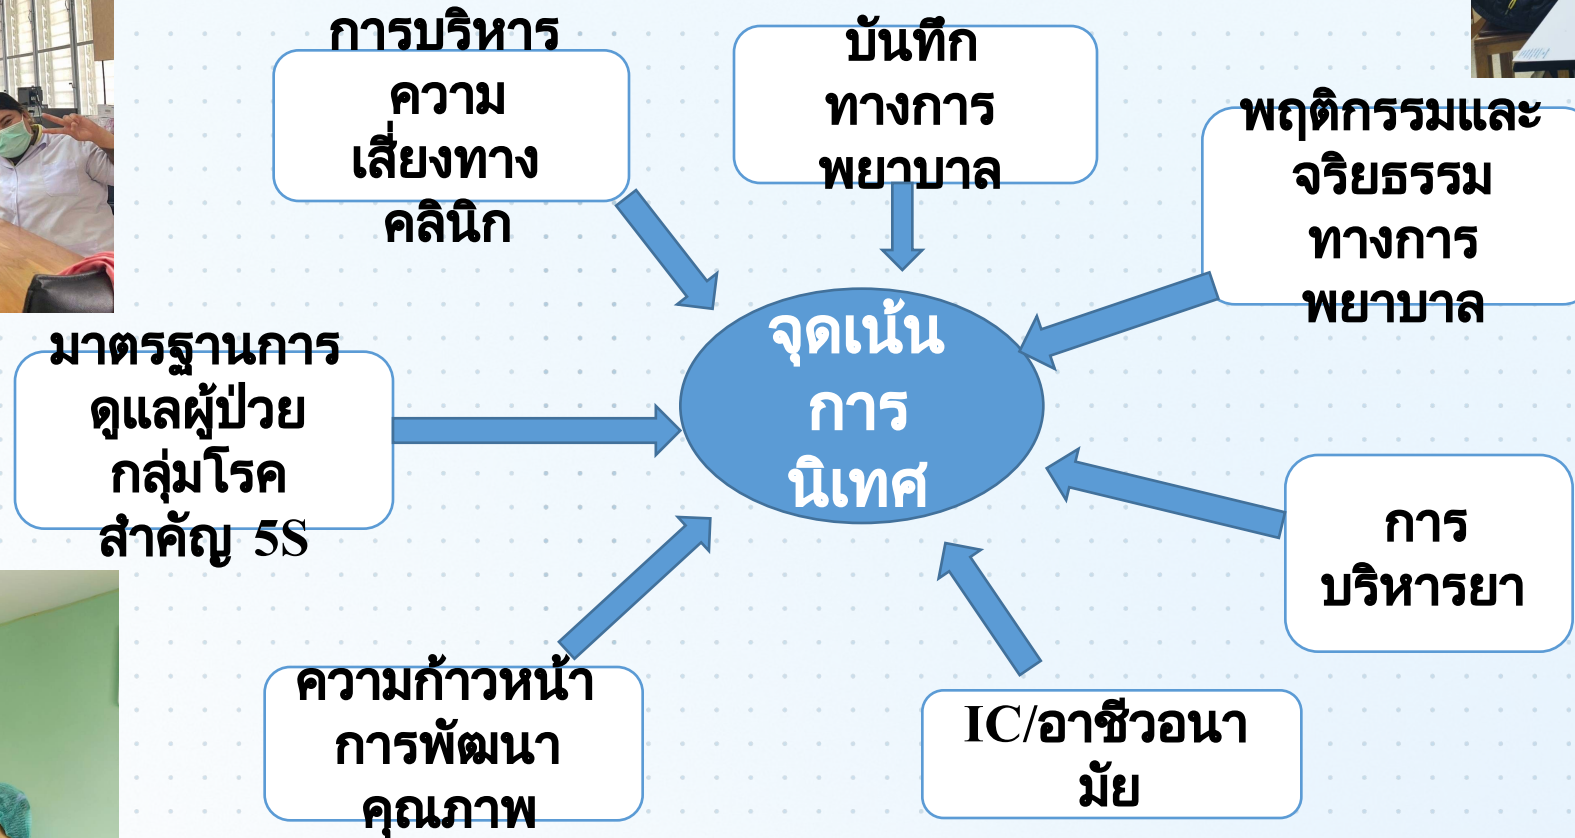 การบริหาร
ความ
เสี่ยงทาง
คลินิก
บันทึก
ทางการ
พยาบาล
พฤติกรรมและ
จริยธรรม
ทางการ
พยาบาล
มาตรฐานการ
ดูแลผู้ป่วย
กลุ่มโรค
สำคัญ 5S
จุดเน้น
การ
นิเทศ
การ
บริหารยา
ความก้าวหน้า
การพัฒนา
คุณภาพ
IC/อาชีวอนา
มัย